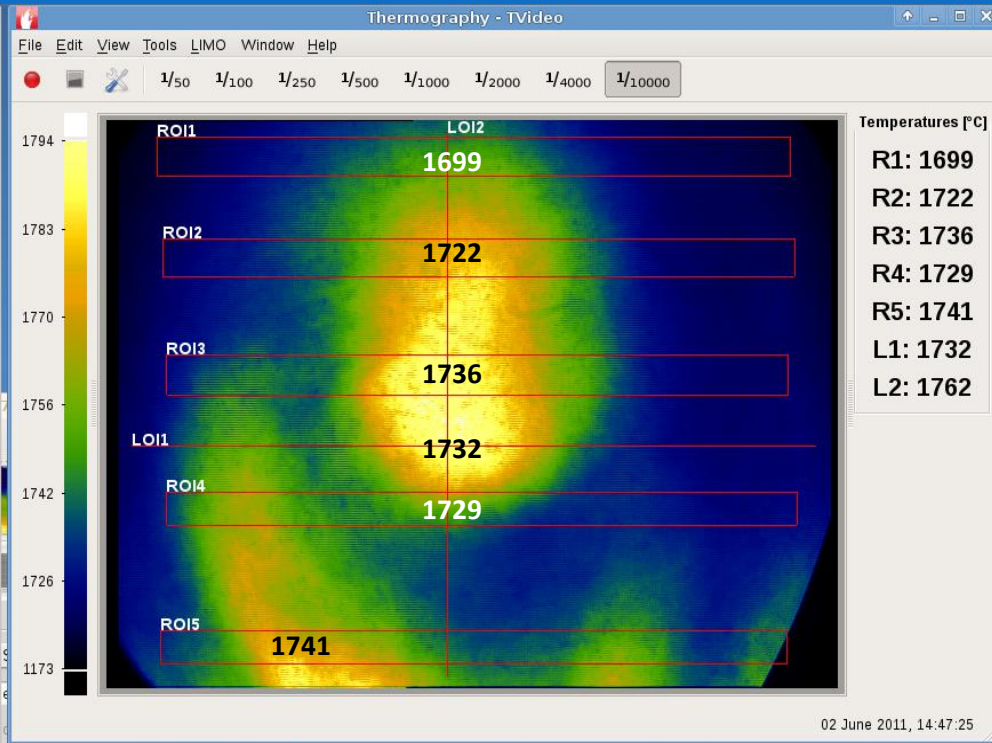 Thermography - TVideo
File Edit View Tools LIMO Window Help
1/50 1/100 1/250 1/500 1/1000 1/2000 1/4000 1/10000
Temperatures [°C]
R1: 1699
R2: 1722
R3: 1736
R4: 1729
R5: 1741
L1: 1732
L2: 1762
1794
1783
1770
1756
1742
1726
1173
ROI1
LOI2
1699
ROI2
1722
ROI3
1736
LOI1
1732
ROI4
1729
ROI5
1741
02 June 2011, 14:47:25